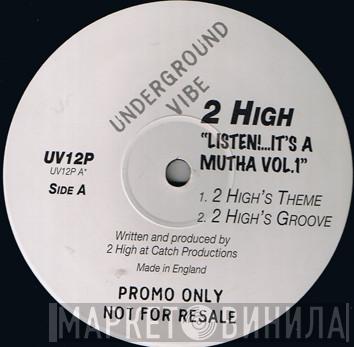 UNDERGROUND
VIBE
2 HIGH
"LISTEN!...IT'S A
MUTHA VOL.1"
UV12P
UV12P A*
SIDE A
1. 2 HIGH'S THEME
2. 2 HIGH'S GROOVE
Written and produced by
2 High at Catch Productions
Made in England
PROMO ONLY
NOT FOR RESALE
МАРКЕТ ВИНИЛА